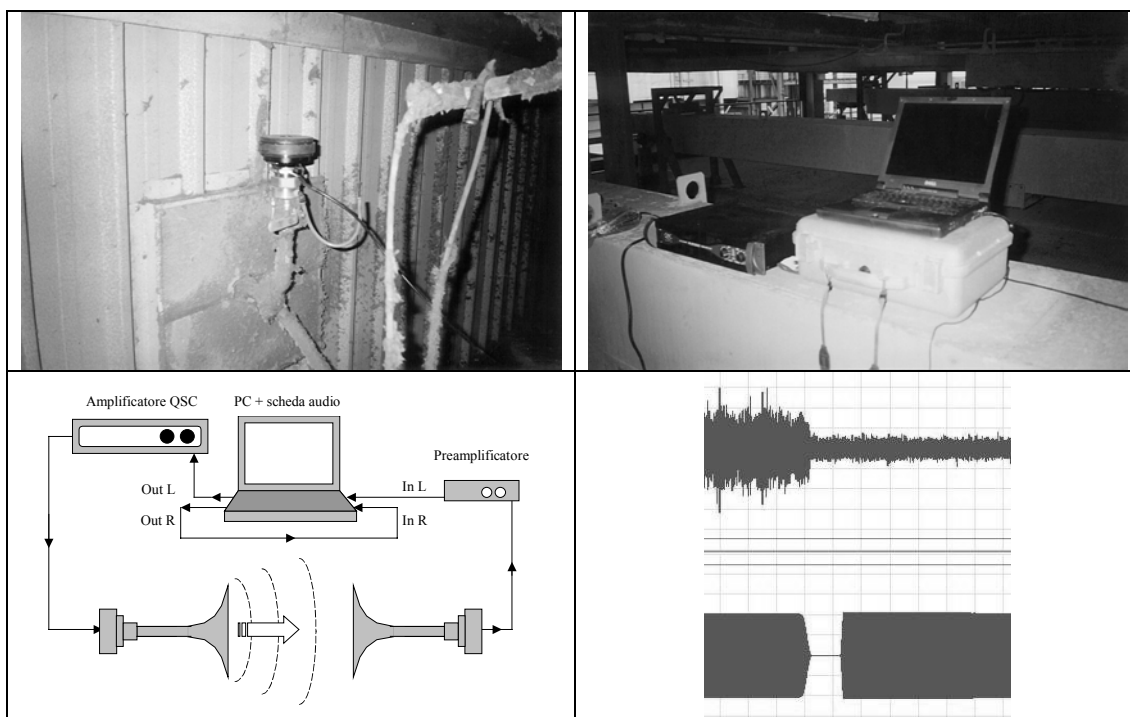 Amplificatore QSC
PC + scheda audio
Preamplificatore
Out L
In L
Out R
In R